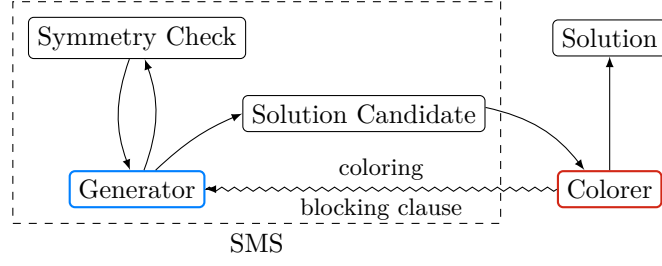 Symmetry Check
Solution
Solution Candidate
coloring
Generator
Colorer
blocking clause
SMS